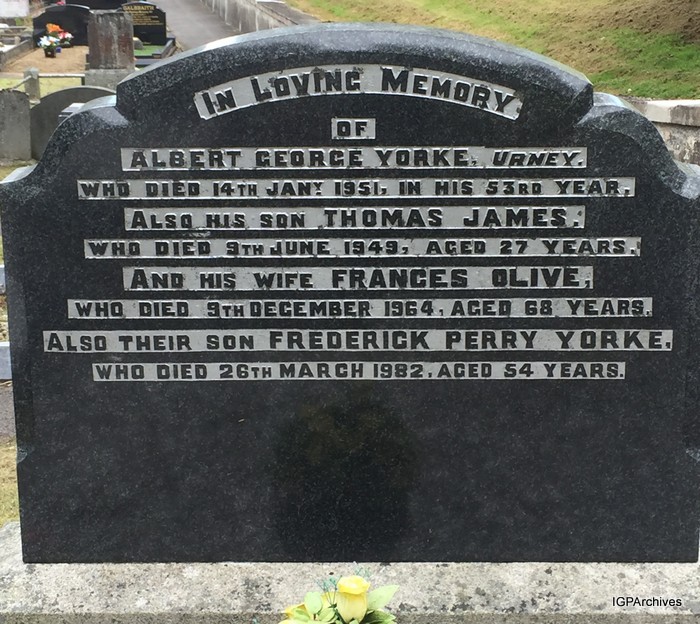 In Loving Memory
OF
ALBERT GEORGE YORKE, URNEY.
WHO DIED 14TH JANY 1951, IN HIS 53RD YEAR,
ALSO HIS SON THOMAS JAMES,
WHO DIED 9TH JUNE 1949, AGED 27 YEARS,
AND HIS WIFE FRANCES OLIVE,
WHO DIED 9TH DECEMBER 1964, AGED 68 YEARS,
ALSO THEIR SON FREDERICK PERRY YORKE,
WHO DIED 26TH MARCH 1982, AGED 54 YEARS.
IGPArchives